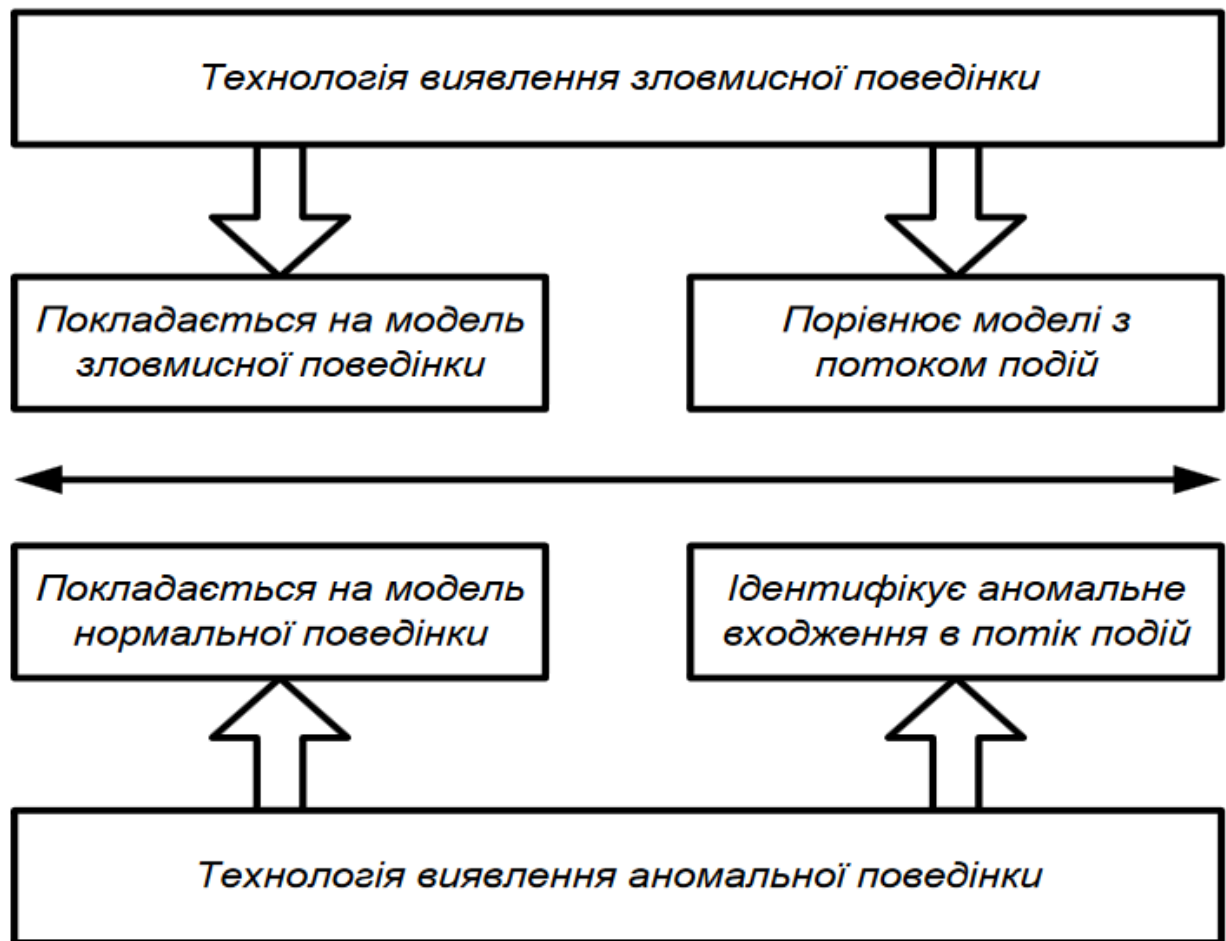 Технологія виявлення зловмисної поведінки
Покладається на модель
зловмисної поведінки
Порівнює моделі з
потоком подій
Покладається на модель
нормальної поведінки
Ідентифікує аномальне
входження в потік подій
Технологія виявлення аномальної поведінки